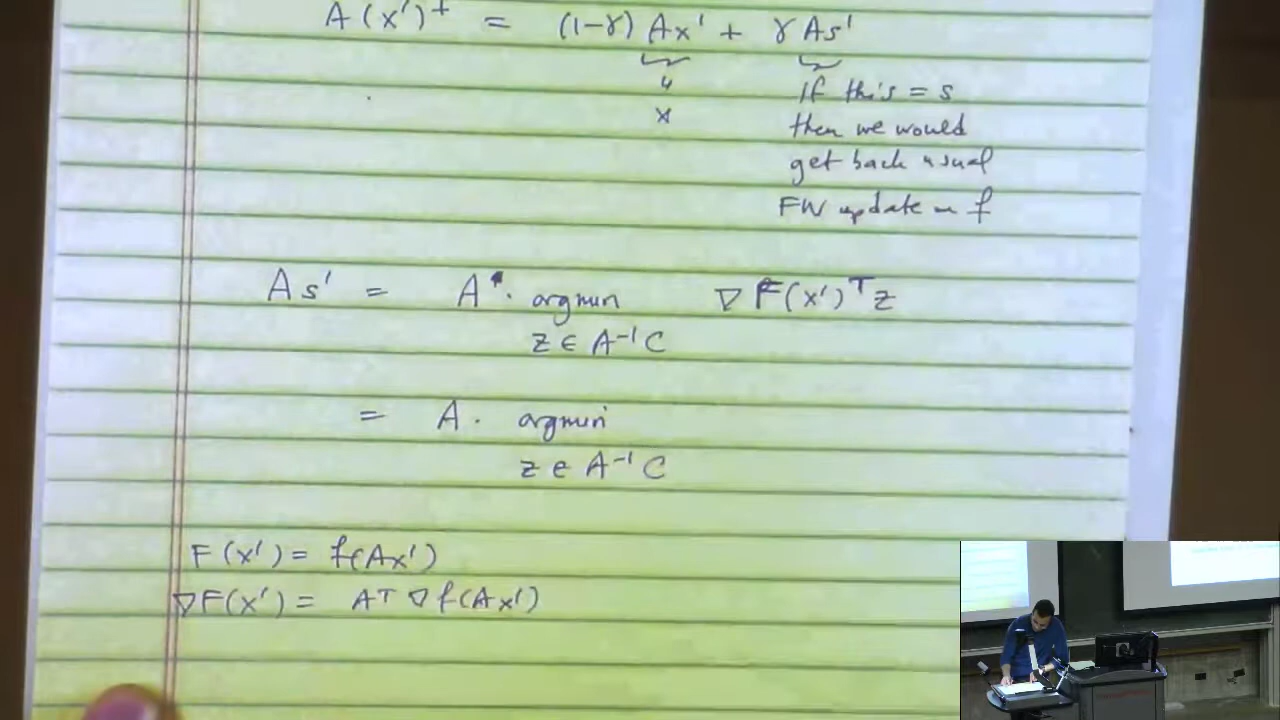 A(x')⁺ = (1-γ) Ax' + γ As'
x
If this = s
then we would
get back usual
FW update on f
As' = A · argmin ∇F(x')ᵀz
z ∈ A⁻¹C
= A · argmin
z ∈ A⁻¹C
F(x') = f(Ax')
∇F(x') = Aᵀ∇f(Ax')